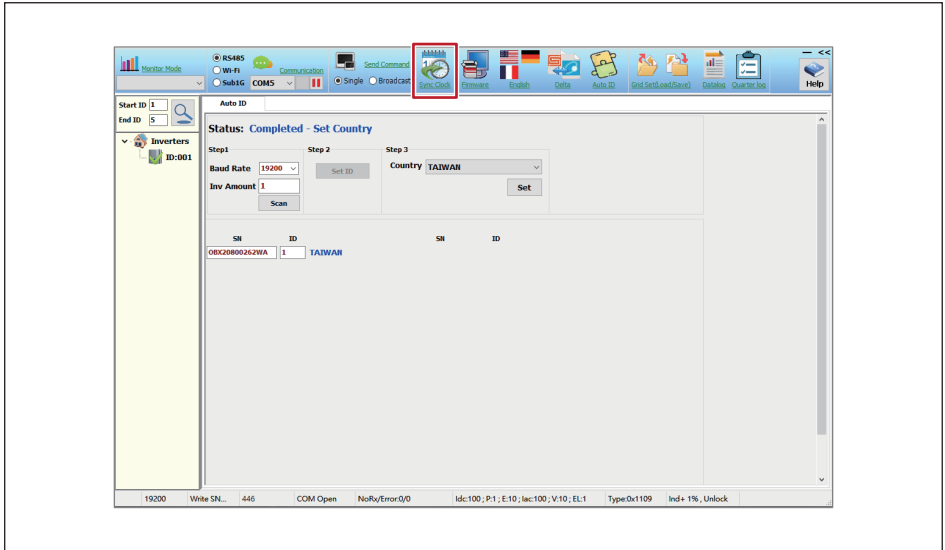 Monitor Mode
RS485
Wi-Fi
Sub1G COM5
Communication
Send Command
Single Broadcast
Sync Clock
Firmware
English
Delta
Auto ID
Grid Set(Load/Save)
Datalog
Quarter log
— <<
Help
Start ID 1
End ID 5
Inverters
ID:001
Auto ID
Status: Completed - Set Country
Step1
Step 2
Step 3
Baud Rate 19200
Set ID
Country TAIWAN
Inv Amount 1
Set
Scan
SN ID SN ID
OBX20800262WA 1 TAIWAN
19200 Write SN... 446 COM Open NoRx/Error:0/0 Idc:100 ; P:1 ; E:10 ; Iac:100 ; V:10 ; EL:1 Type:0x1109 Ind+ 1% , Unlock